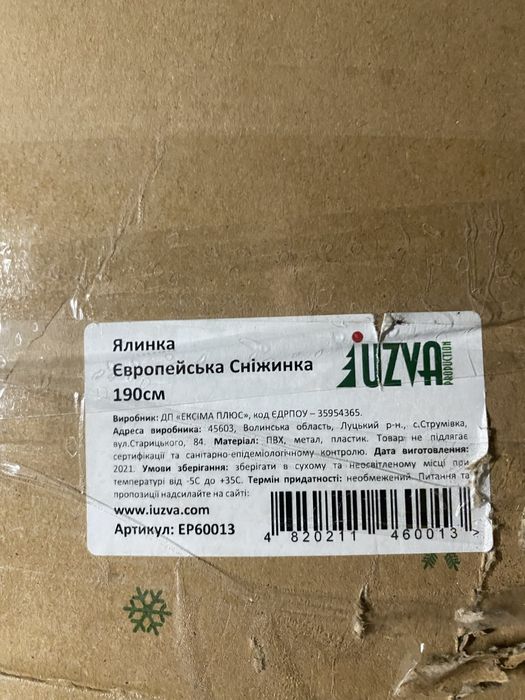 Ялинка
Європейська Сніжинка
190см
iUZVA
PRODUCTION
Виробник: ДП «ЕКСІМА ПЛЮС», код ЄДРПОУ – 35954365.
Адреса виробника: 45603, Волинська область, Луцький р-н., с.Струмівка,
вул.Старицького, 84. Матеріал: ПВХ, метал, пластик. Товар не підлягає
сертифікації та санітарно-епідеміологічному контролю. Дата виготовлення:
2021. Умови зберігання: зберігати в сухому та неосвітленому місці при
температурі від -5С до +35С. Термін придатності: необмежений. Питання та
пропозиції надсилайте на сайті:
www.iuzva.com
Артикул: EP60013
4 820211 460013 >